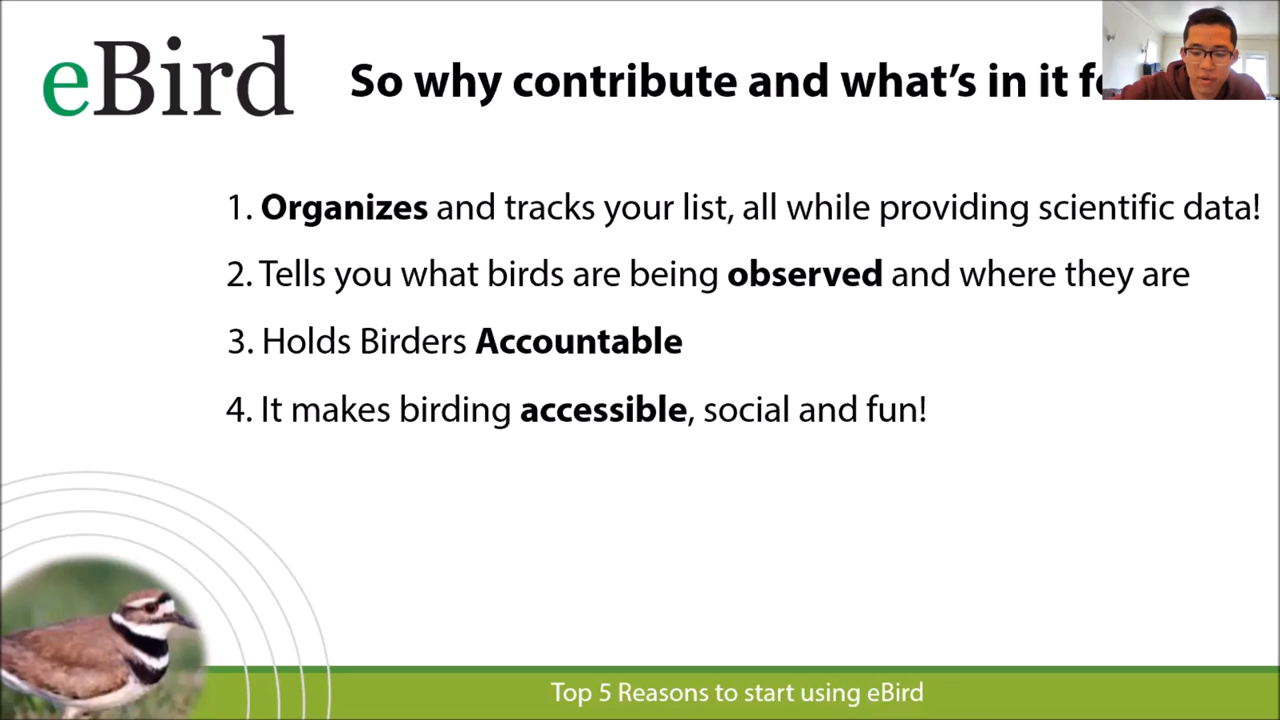 eBird
So why contribute and what's in it
1. Organizes and tracks your list, all while providing scientific data!
2. Tells you what birds are being observed and where they are
3. Holds Birders Accountable
4. It makes birding accessible, social and fun!
Top 5 Reasons to start using eBird